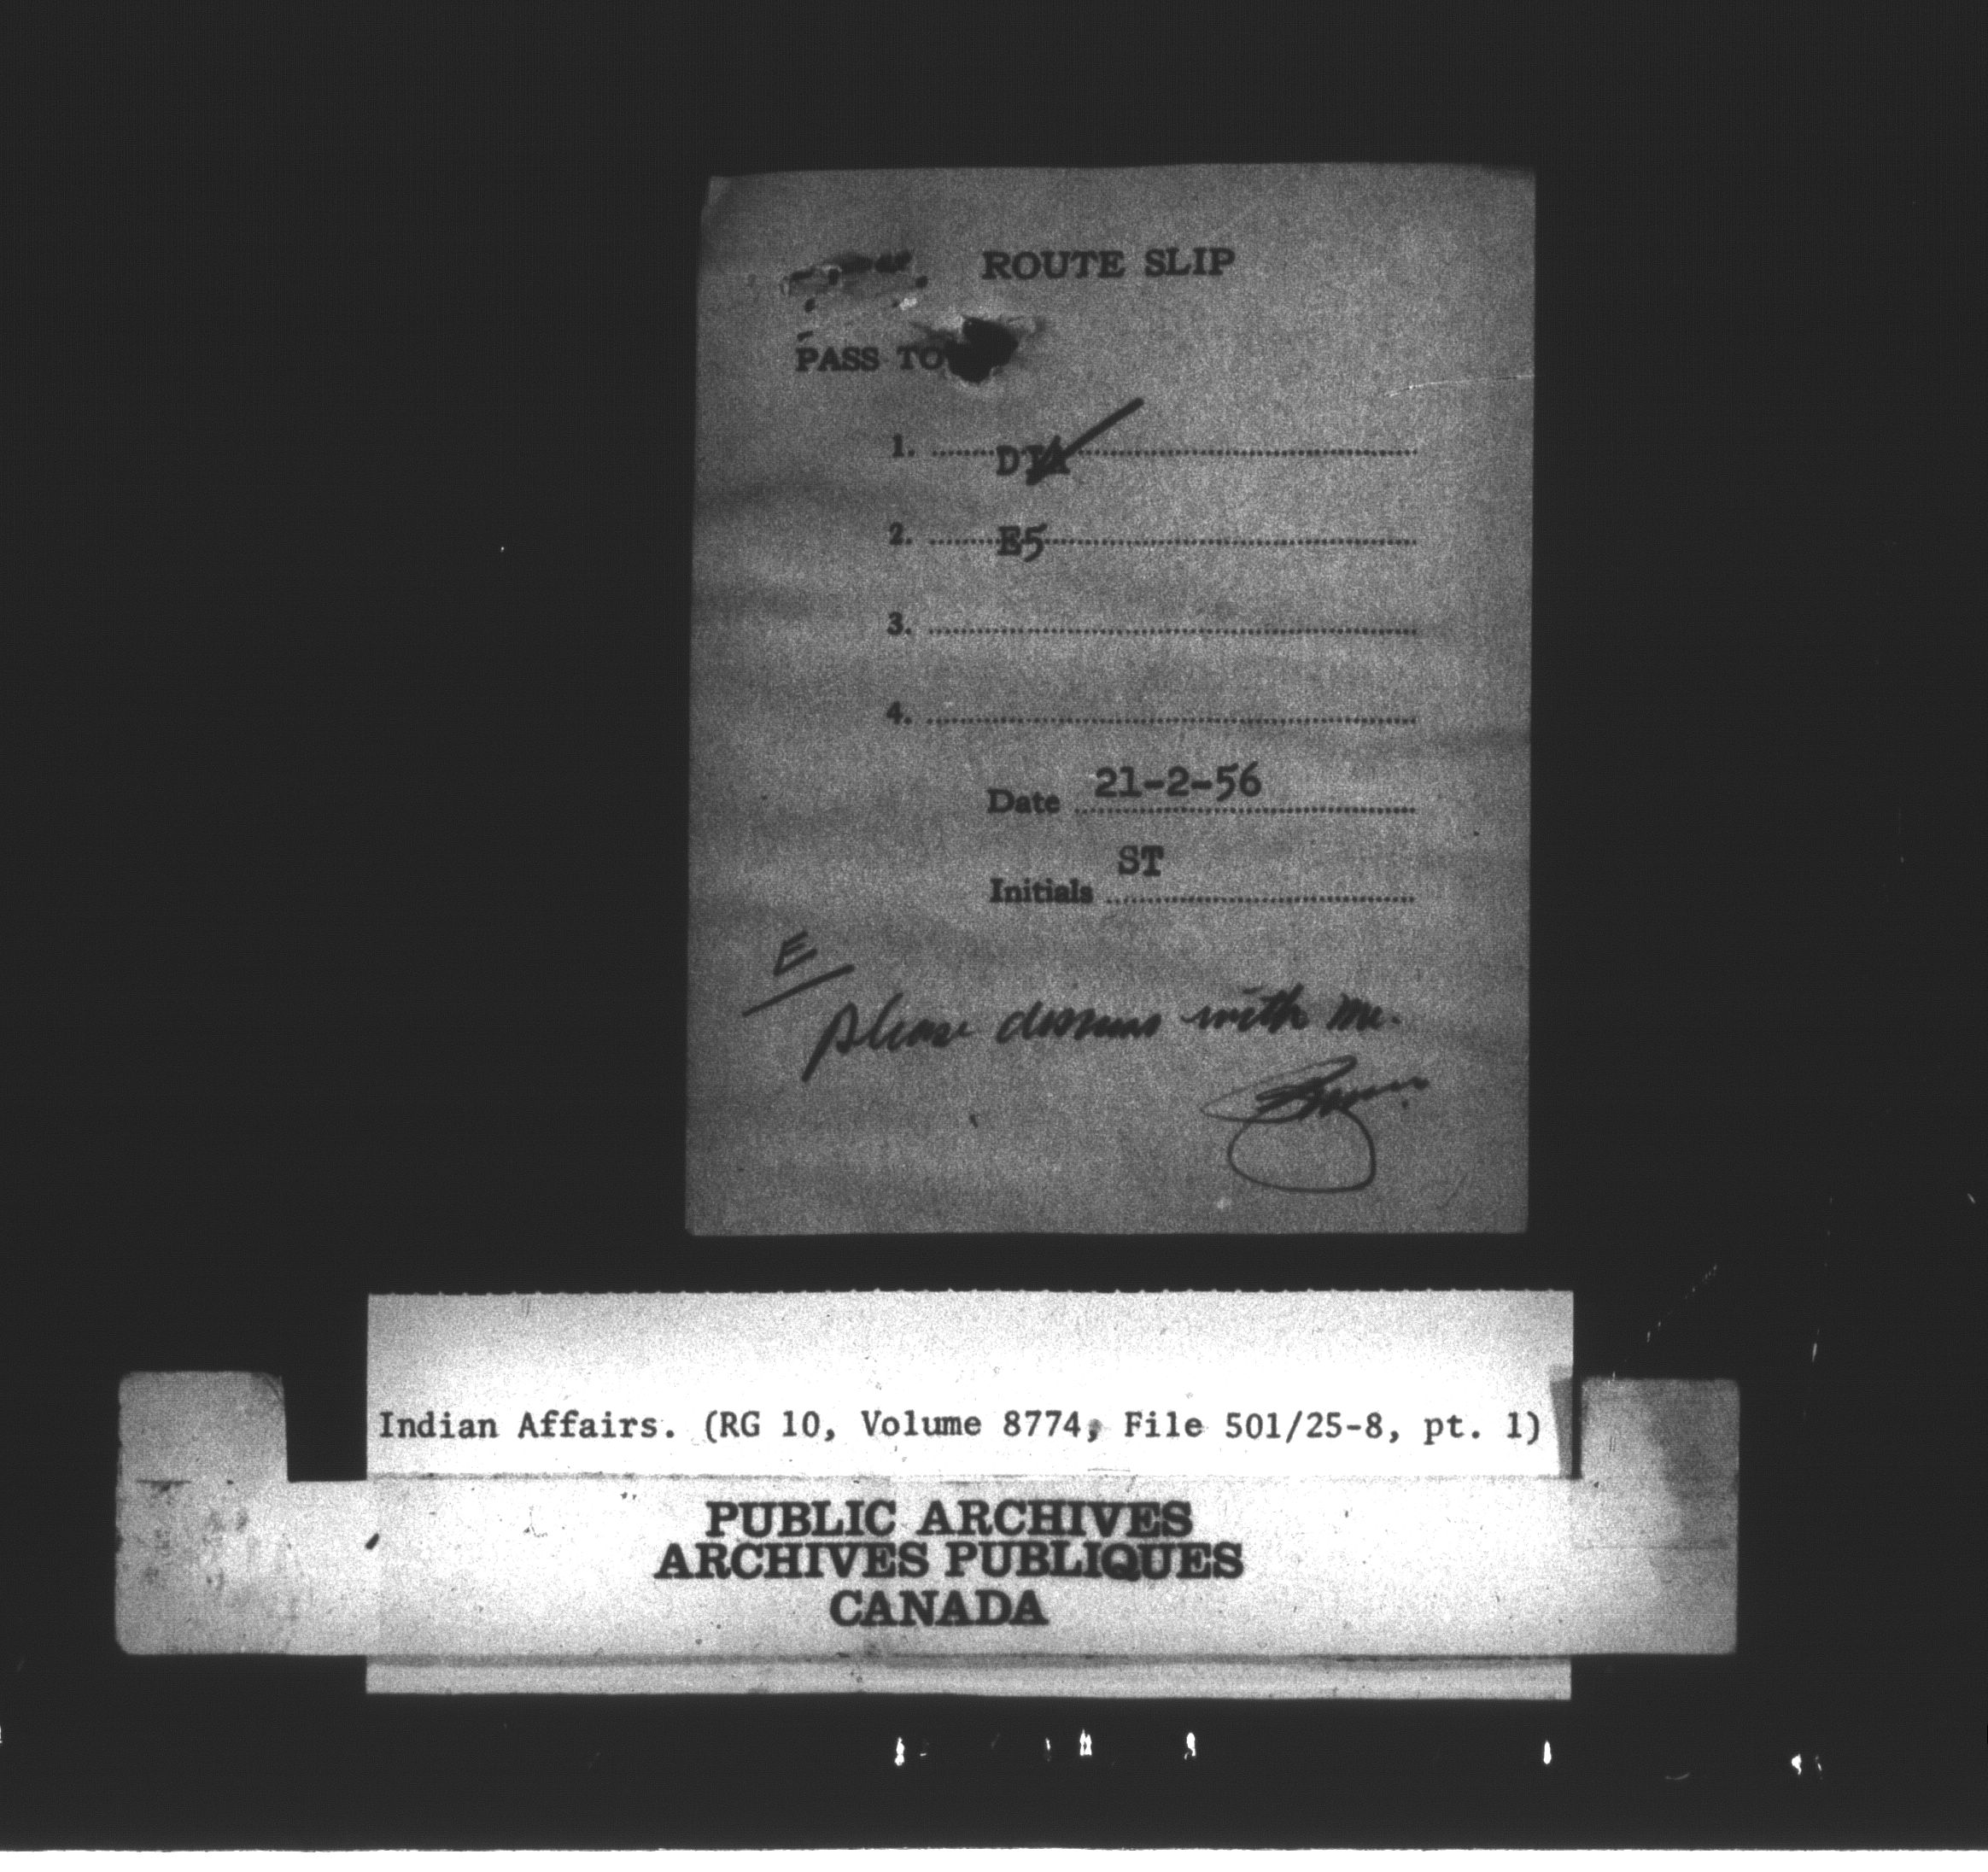 ROUTE SLIP
PASS TO
1. DIA
2. E5
3.
4.
Date 21-2-56
Initials ST
E
please discuss with me.
Indian Affairs. (RG 10, Volume 8774, File 501/25-8, pt. 1)
PUBLIC ARCHIVES
ARCHIVES PUBLIQUES
CANADA